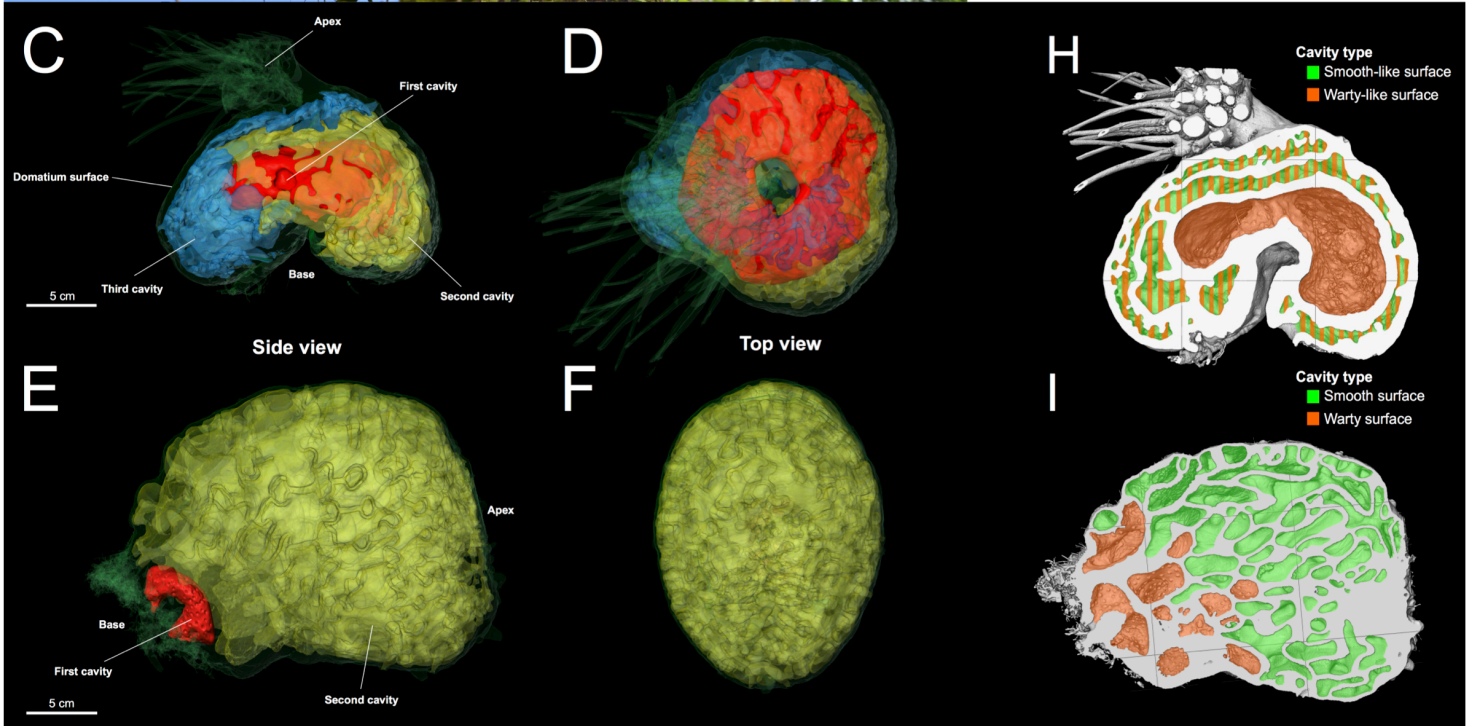 C
Apex
First cavity
Domatium surface
Third cavity
Base
Second cavity
5 cm
Side view
D
Top view
E
Apex
Base
First cavity
Second cavity
5 cm
F
H
Cavity type
Smooth-like surface
Warty-like surface
I
Cavity type
Smooth surface
Warty surface